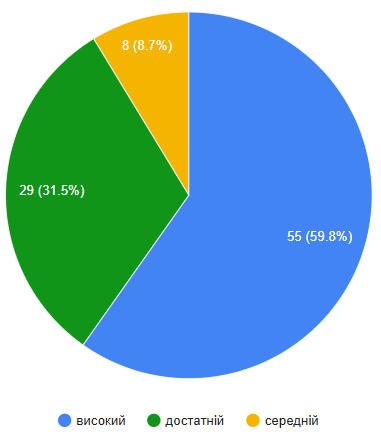 8 (8.7%)
29 (31.5%)
55 (59.8%)
високий достатній середній